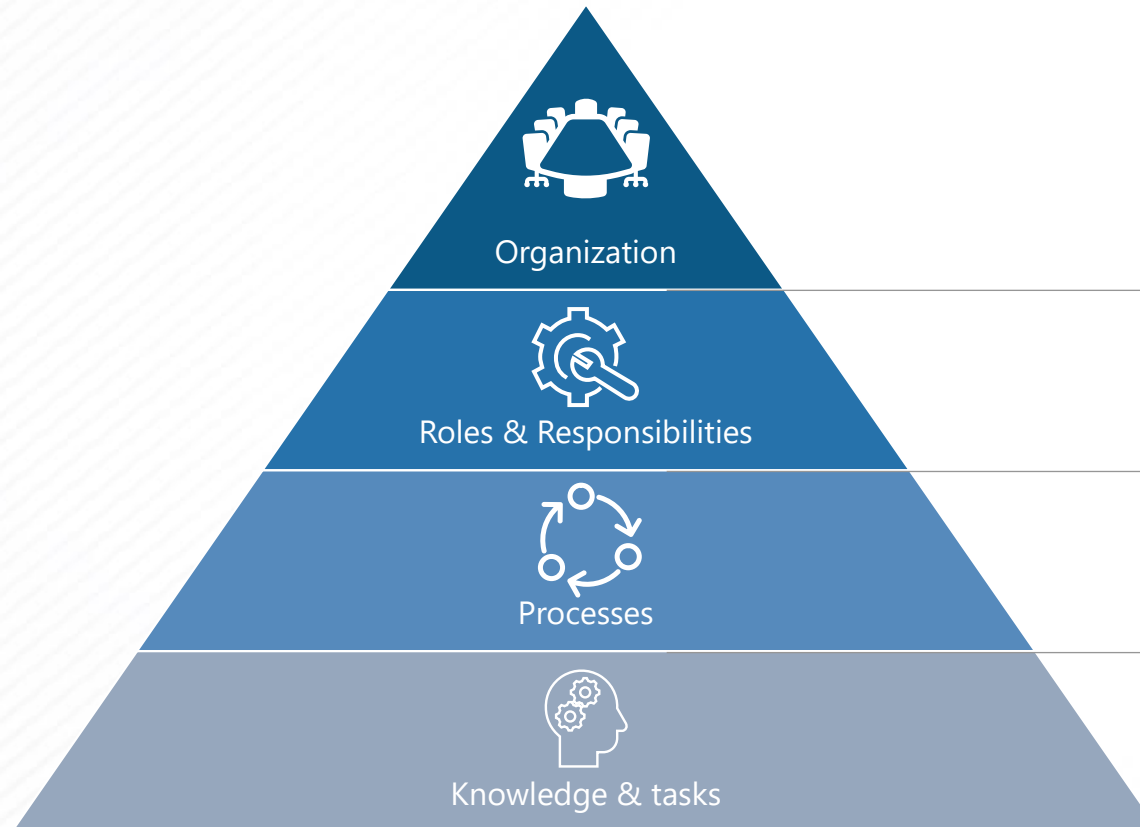 Organization
Roles & Responsibilities
Processes
Knowledge & tasks